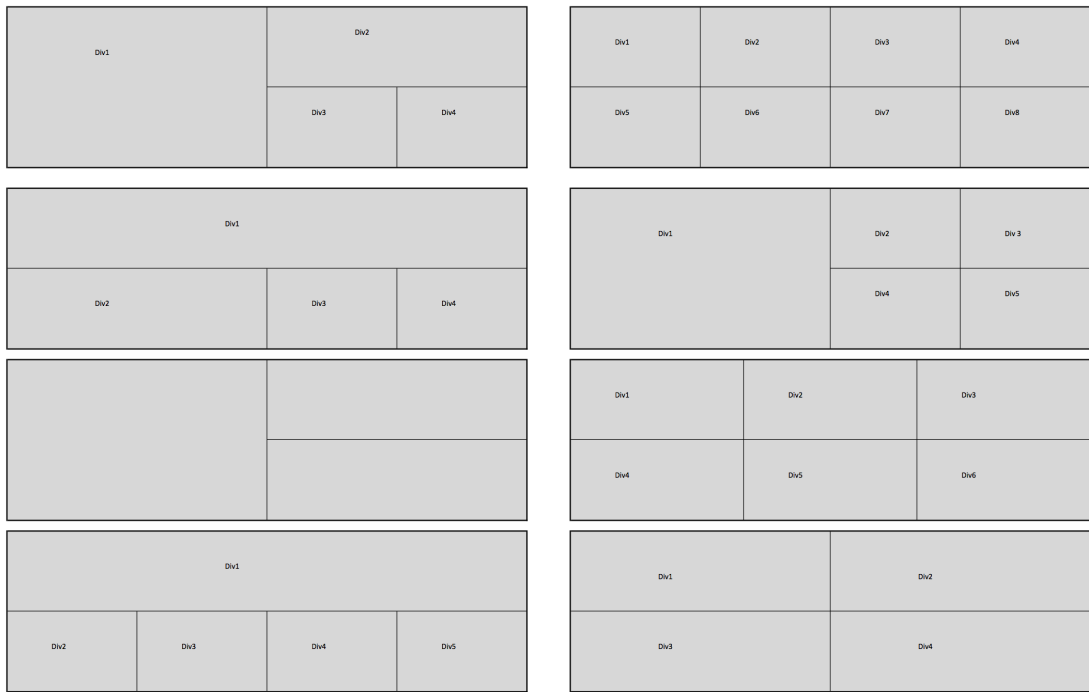 Div1
Div2
Div3 Div4
Div1 Div2 Div3 Div4
Div5 Div6 Div7 Div8
Div1
Div2 Div3 Div4
Div1 Div2 Div 3
Div4 Div5
Div1 Div2 Div3
Div4 Div5 Div6
Div1
Div2 Div3 Div4 Div5
Div1 Div2
Div3 Div4